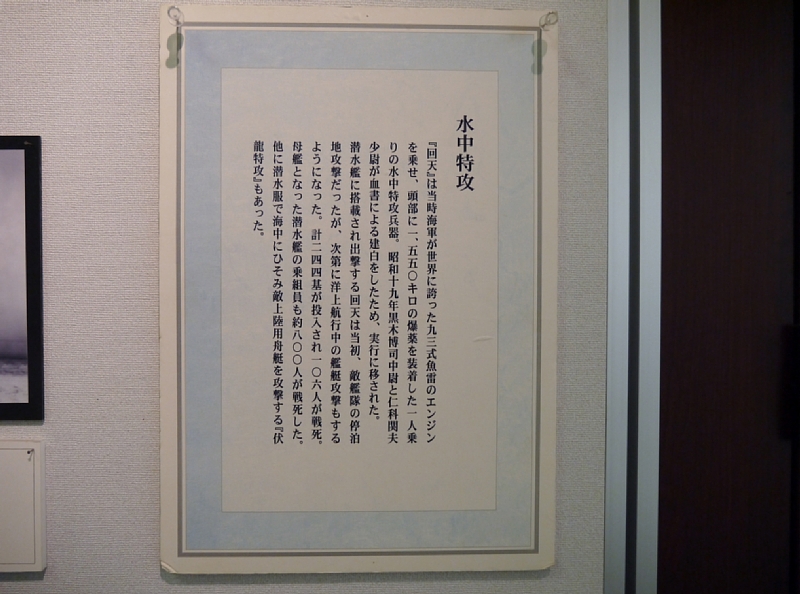 水中特攻
『回天』は当時海軍が世界に誇った九三式魚雷のエンジン
を乗せ、頭部に一、五五〇キロの爆薬を装着した一人乗
りの水中特攻兵器。昭和十九年黒木博司中尉と仁科関夫
少尉が血書による建白をしたため、実行に移された。
潜水艦に搭載され出撃する回天は当初、敵艦隊の停泊
地攻撃だったが、次第に洋上航行中の艦艇攻撃もする
ようになった。計二四四基が投入され一〇六人が戦死。
母艦となった潜水艦の乗組員も約八〇〇人が戦死した。
他に潜水服で海中にひそみ敵上陸用舟艇を攻撃する『伏
龍特攻』もあった。